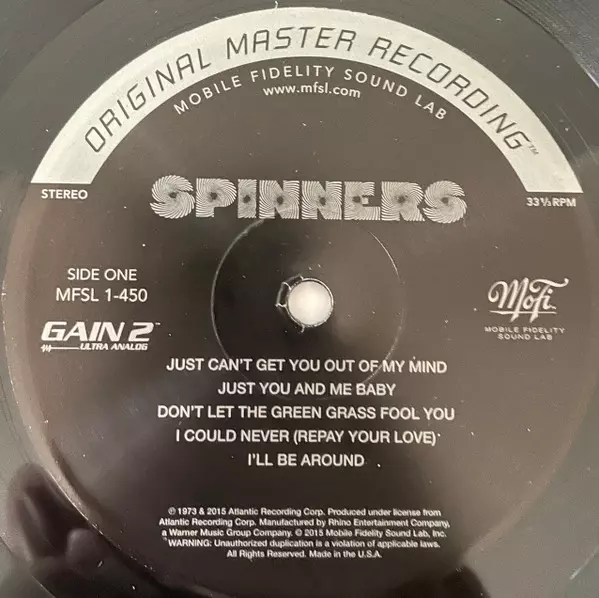 ORIGINAL MASTER RECORDING™
MOBILE FIDELITY SOUND LAB
www.mfsl.com
STEREO
33⅓ RPM
SPINNERS
SIDE ONE
MFSL 1-450
GAIN 2™
ULTRA ANALOG
MoFi
MOBILE FIDELITY
SOUND LAB
JUST CAN'T GET YOU OUT OF MY MIND
JUST YOU AND ME BABY
DON'T LET THE GREEN GRASS FOOL YOU
I COULD NEVER (REPAY YOUR LOVE)
I'LL BE AROUND
℗ 1973 & 2015 Atlantic Recording Corp. Produced under license from
Atlantic Recording Corp. Manufactured by Rhino Entertainment Company,
a Warner Music Group Company. © 2015 Mobile Fidelity Sound Lab, Inc.
WARNING: Unauthorized duplication is a violation of applicable laws.
All Rights Reserved. Made in the U.S.A.